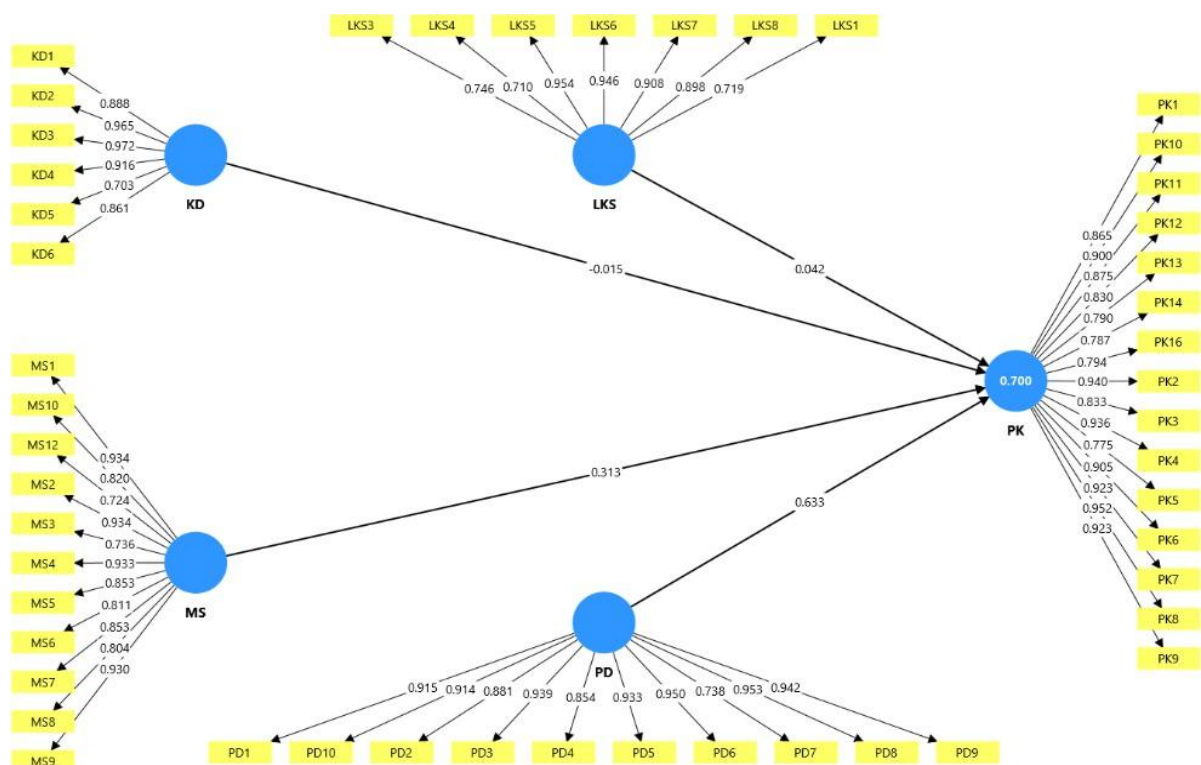 LKS3 LKS4 LKS5 LKS6 LKS7 LKS8 LKS1
0.746 0.710 0.954 0.946 0.908 0.898 0.719
LKS
KD1
KD2
KD3
KD4
KD5
KD6
0.888
0.965
0.972
0.916
0.703
0.861
KD
-0.015
0.042
0.313
0.633
MS1
MS10
MS12
MS2
MS3
MS4
MS5
MS6
MS7
MS8
MS9
0.934
0.820
0.724
0.934
0.736
0.933
0.853
0.811
0.853
0.804
0.930
MS
PD
0.915 0.914 0.881 0.939 0.854 0.933 0.950 0.738 0.953 0.942
PD1 PD10 PD2 PD3 PD4 PD5 PD6 PD7 PD8 PD9
0.700
PK
0.865
0.900
0.875
0.830
0.790
0.787
0.794
0.940
0.833
0.936
0.775
0.905
0.923
0.952
0.923
PK1
PK10
PK11
PK12
PK13
PK14
PK16
PK2
PK3
PK4
PK5
PK6
PK7
PK8
PK9